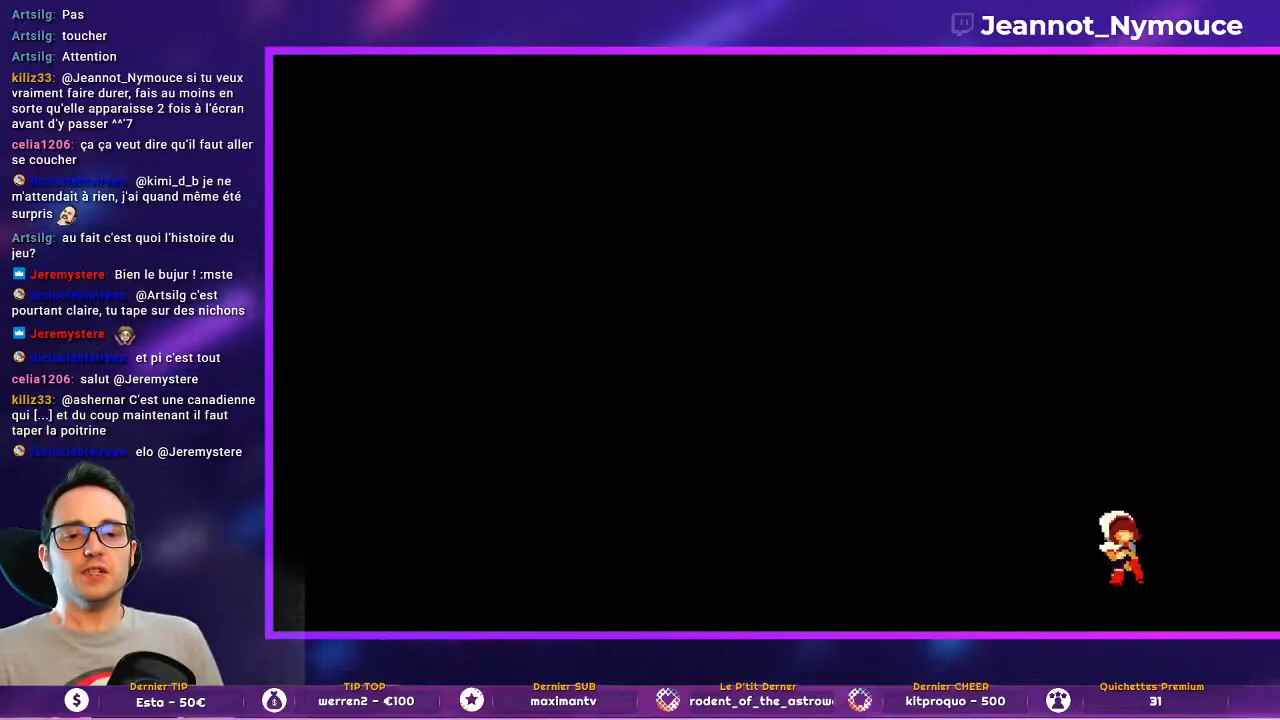 Jeannot_Nymouce
Artsilg: Pas
Artsilg: toucher
Artsilg: Attention
killz33: @Jeannot_Nymouce si tu veux
vraiment faire durer, fais au moins en
sorte qu'elle apparaisse 2 fois à l'écran
avant d'y passer ^^'7
celia1206: ça ça veut dire qu'il faut aller
se coucher
@kimi_d_b je ne
m'attendait à rien, j'ai quand même été
surpris
Artsilg: au fait c'est quoi l'histoire du
jeu?
Jeremystere Bien le bujur ! :mste
@Artsilg c'est
pourtant claire, tu tape sur des nichons
Jeremystere
et pi c'est tout
celia1206: salut @Jeremystere
killz33: @ashernar C'est une canadienne
qui [...] et du coup maintenant il faut
taper la poitrine
elo @Jeremystere
Dernier TIP
Esta - 50€
TIP TOP
werren2 - €100
Dernier SUB
maximantv
Le P'tit Derner
rodent_of_the_astrow
Dernier CHEER
kitproquo - 500
Quichettes Premium
31